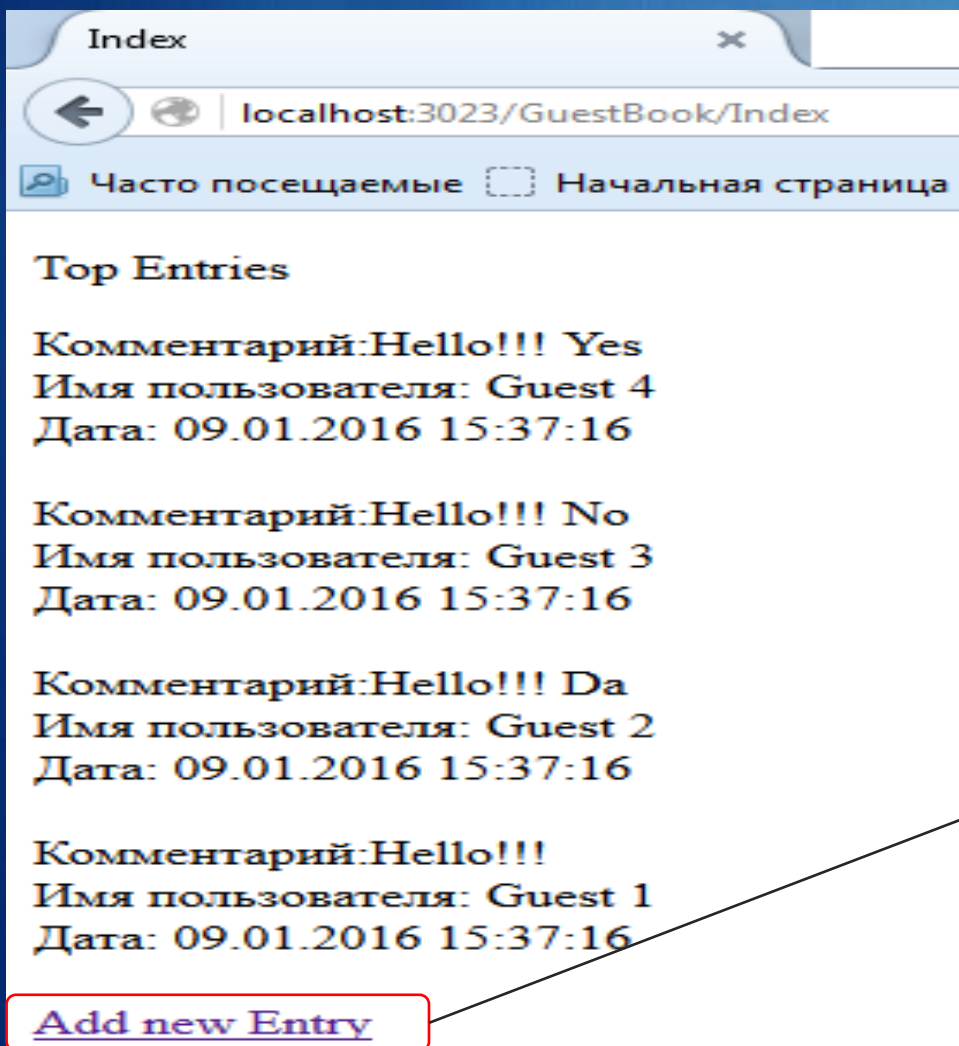 Index
localhost:3023/GuestBook/Index
Часто посещаемые Начальная страница
Top Entries
Комментарий:Hello!!! Yes
Имя пользователя: Guest 4
Дата: 09.01.2016 15:37:16
Комментарий:Hello!!! No
Имя пользователя: Guest 3
Дата: 09.01.2016 15:37:16
Комментарий:Hello!!! Da
Имя пользователя: Guest 2
Дата: 09.01.2016 15:37:16
Комментарий:Hello!!!
Имя пользователя: Guest 1
Дата: 09.01.2016 15:37:16
Add new Entry